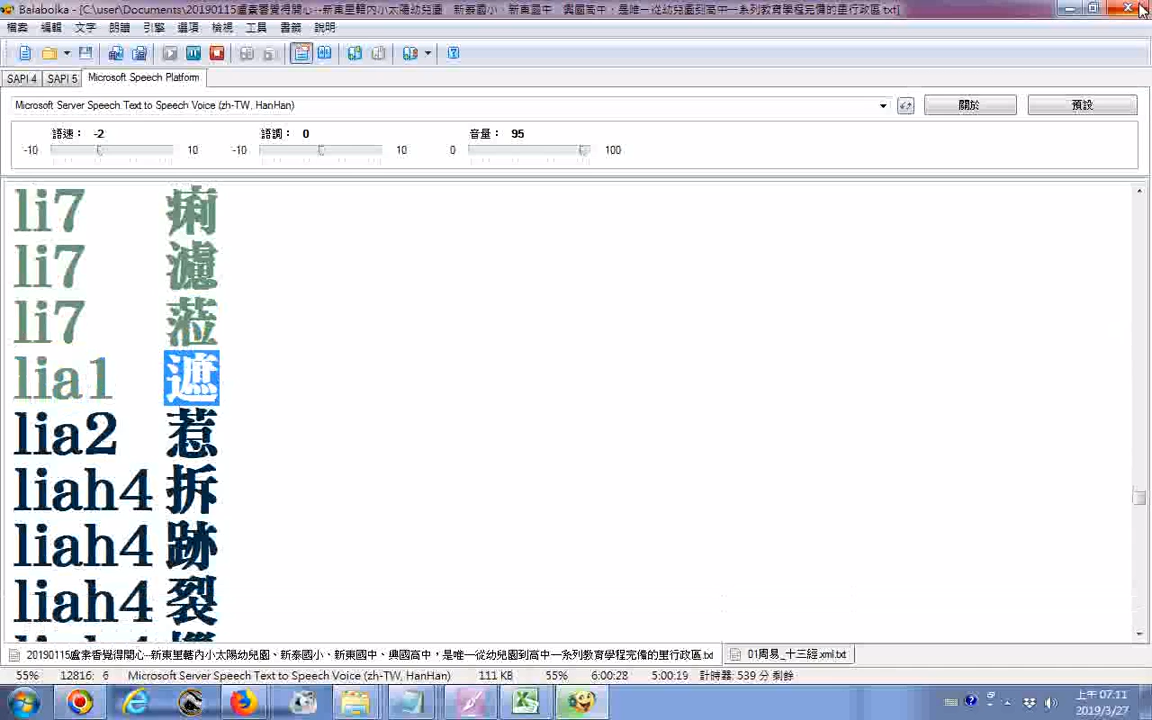 Balabolka - [C:\user\Documents\20190115盧素香覺得開心--新東里轄內小太陽幼兒園、新泰國小、新東國中、興國高中，是唯一從幼兒園到高中一系列教育學程完備的里行政區.txt]
檔案 編輯 文字 朗讀 引擎 選項 檢視 工具 書籤 說明
SAPI 4 SAPI 5 Microsoft Speech Platform
Microsoft Server Speech Text to Speech Voice (zh-TW, HanHan) 關於 預設
語速： -2 語調： 0 音量： 95
-10 10 -10 10 0 100
li7 痢
li7 濾
li7 蒞
lia1 遮
lia2 惹
liah4 拆
liah4 跡
liah4 裂
20190115盧素香覺得開心--新東里轄內小太陽幼兒園、新泰國小、新東國中、興國高中，是唯一從幼兒園到高中一系列教育學程完備的里行政區.txt 01周易_十三經.xml.txt
55% 12816: 6 Microsoft Server Speech Text to Speech Voice (zh-TW, HanHan) 111 KB 55% 6:00:28 5:00:19 計時器: 539 分 剩餘
上午 07:11
2019/3/27